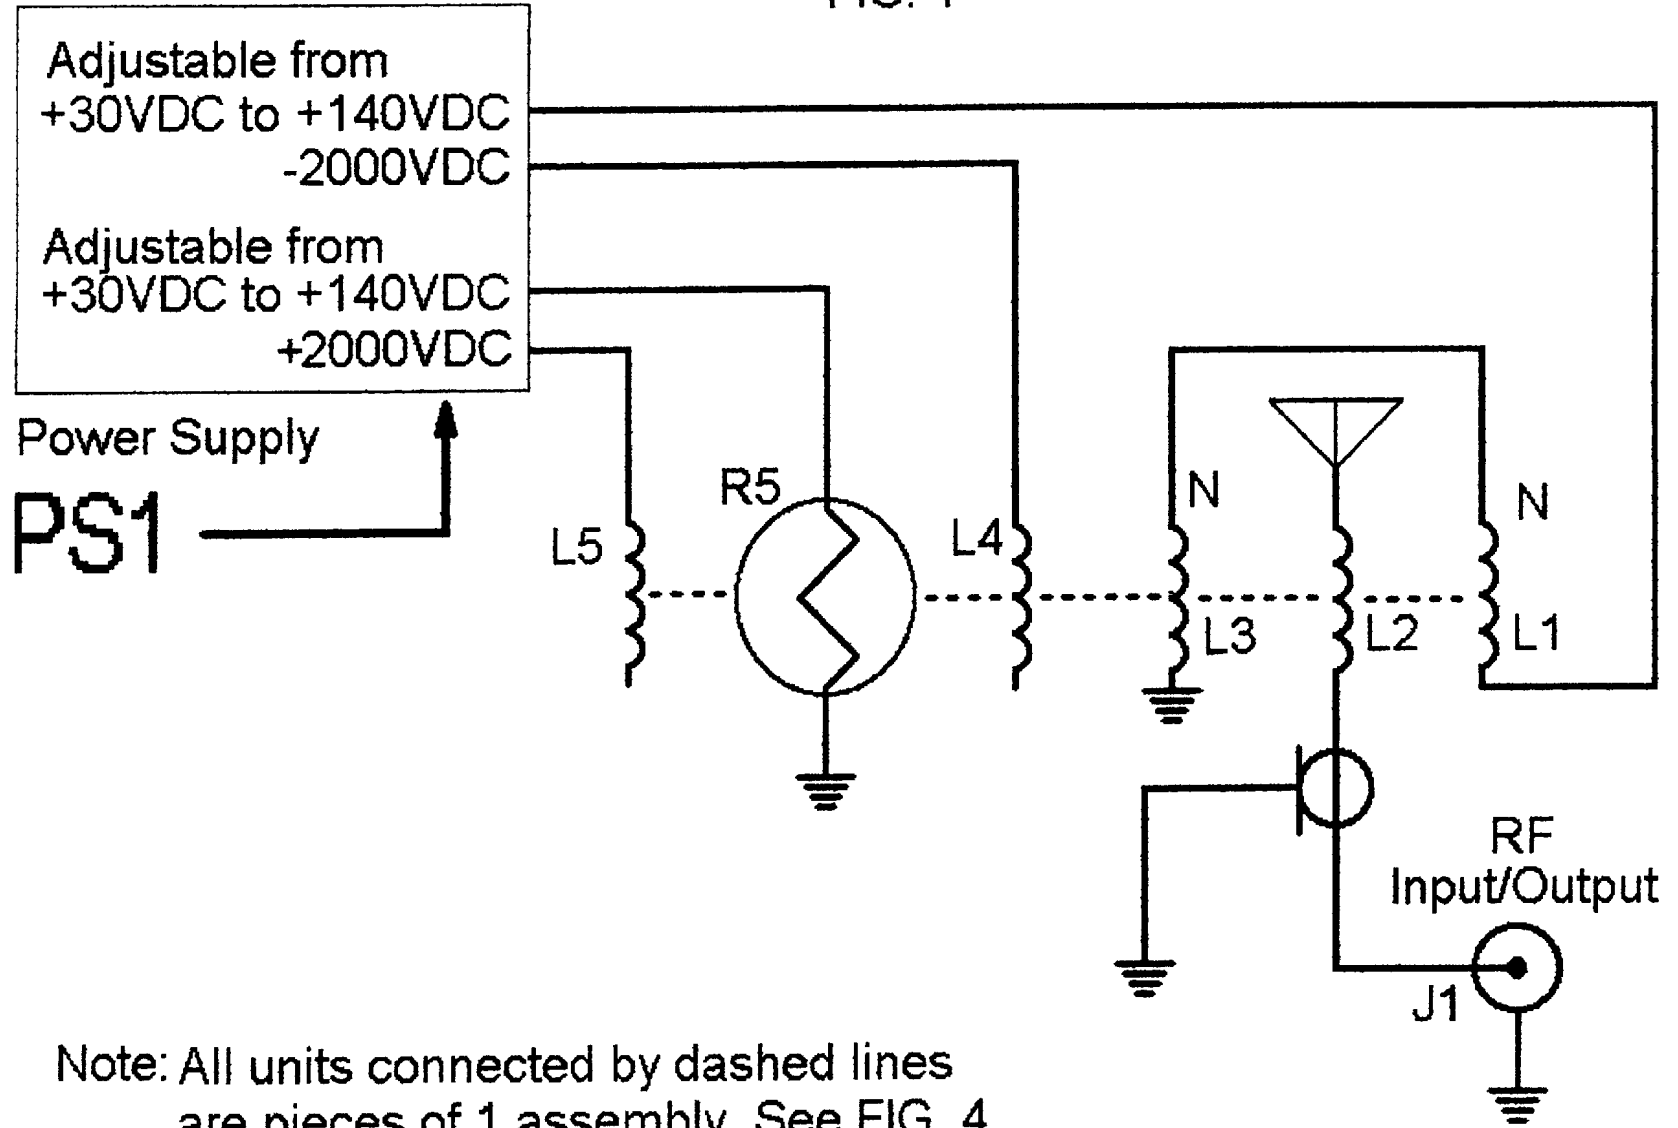 Adjustable from
+30VDC to +140VDC
-2000VDC
Adjustable from
+30VDC to +140VDC
+2000VDC
Power Supply
PS1
L5
R5
L4
N
L3
L2
N
L1
RF
Input/Output
J1
Note: All units connected by dashed lines
are pieces of 1 assembly. See FIG. 4